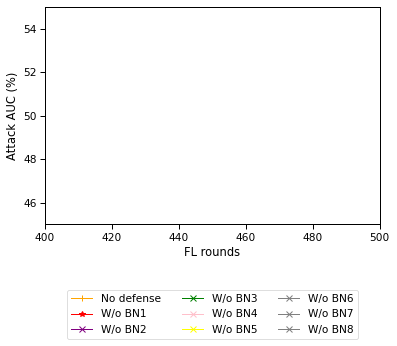 54
52
50
48
46
Attack AUC (%)
400 420 440 460 480 500
FL rounds
No defense W/o BN3 W/o BN6
W/o BN1 W/o BN4 W/o BN7
W/o BN2 W/o BN5 W/o BN8